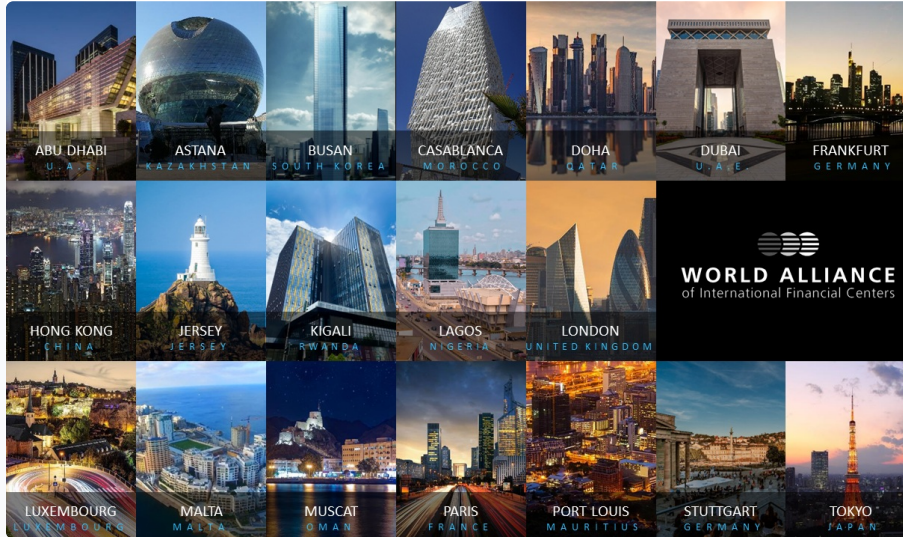 ABU DHABI
U.A.E.
ASTANA
KAZAKHSTAN
BUSAN
SOUTH KOREA
CASABLANCA
MOROCCO
DOHA
QATAR
DUBAI
U.A.E.
FRANKFURT
GERMANY
HONG KONG
CHINA
JERSEY
JERSEY
KIGALI
RWANDA
LAGOS
NIGERIA
LONDON
UNITED KINGDOM
WORLD ALLIANCE
of International Financial Centers
LUXEMBOURG
LUXEMBOURG
MALTA
MALTA
MUSCAT
OMAN
PARIS
FRANCE
PORT LOUIS
MAURITIUS
STUTTGART
GERMANY
TOKYO
JAPAN